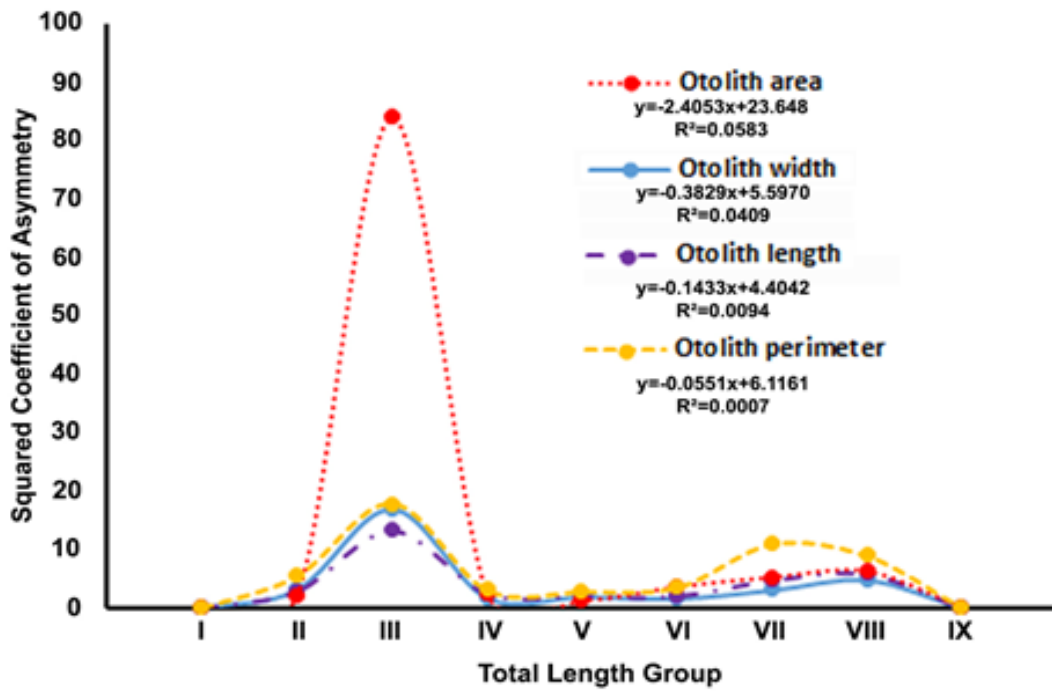 100
90
80
70
60
50
40
30
20
10
0
Squared Coefficient of Asymmetry
Otolith area
y=-2.4053x+23.648
R²=0.0583
Otolith width
y=-0.3829x+5.5970
R²=0.0409
Otolith length
y=-0.1433x+4.4042
R²=0.0094
Otolith perimeter
y=-0.0551x+6.1161
R²=0.0007
I II III IV V VI VII VIII IX
Total Length Group